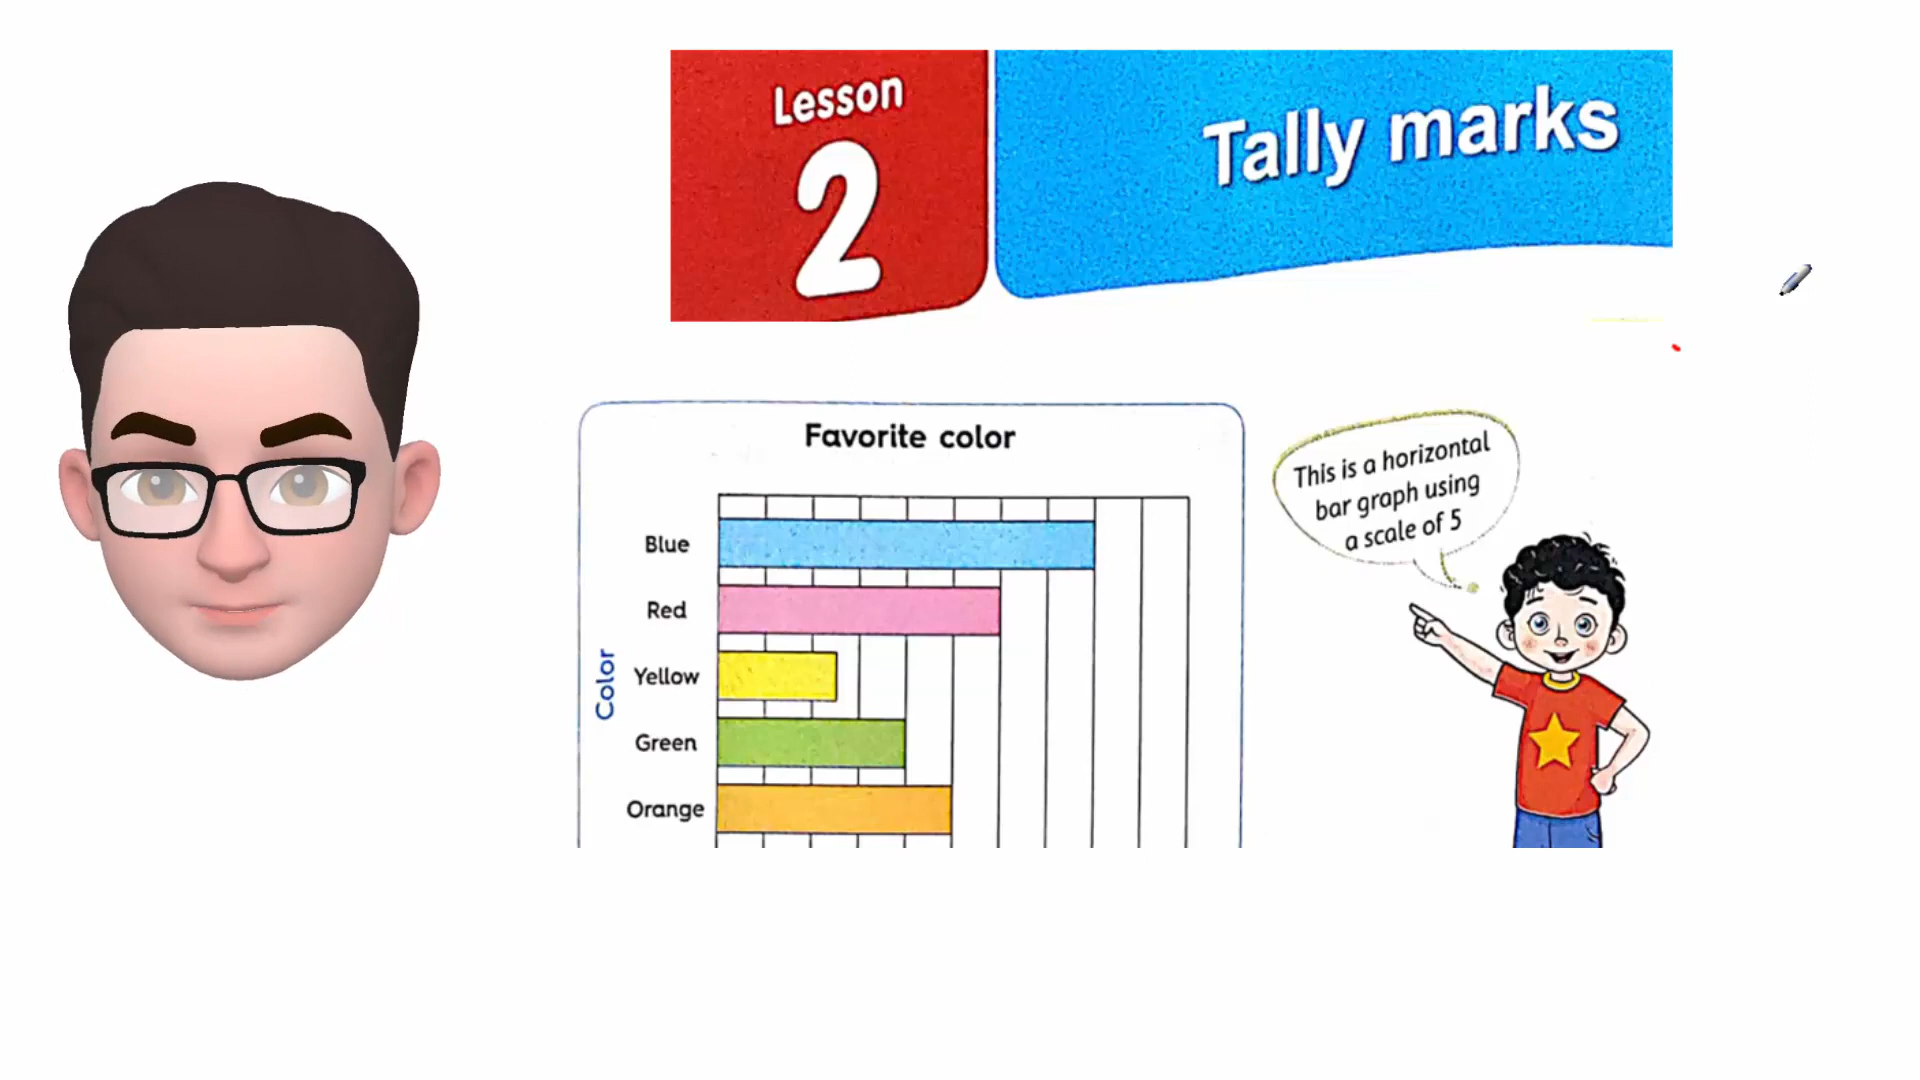 Lesson
2
Tally marks
Favorite color
This is a horizontal
bar graph using
a scale of 5
Color
Blue
Red
Yellow
Green
Orange